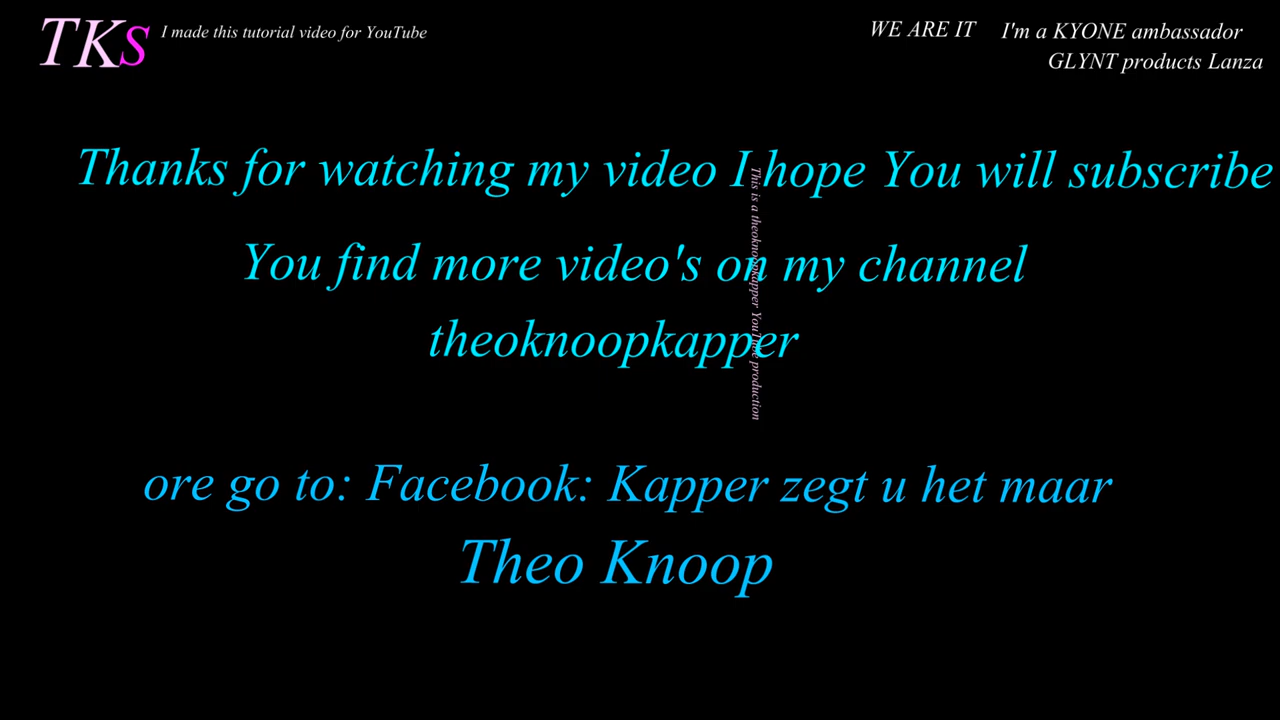 TKS I made this tutorial video for YouTube
WE ARE IT I'm a KYONE ambassador
GLYNT products Lanza
Thanks for watching my video I hope You will subscribe
You find more video's on my channel
theoknoopkapper
This is a theoknoopkapper YouTube production
ore go to: Facebook: Kapper zegt u het maar
Theo Knoop